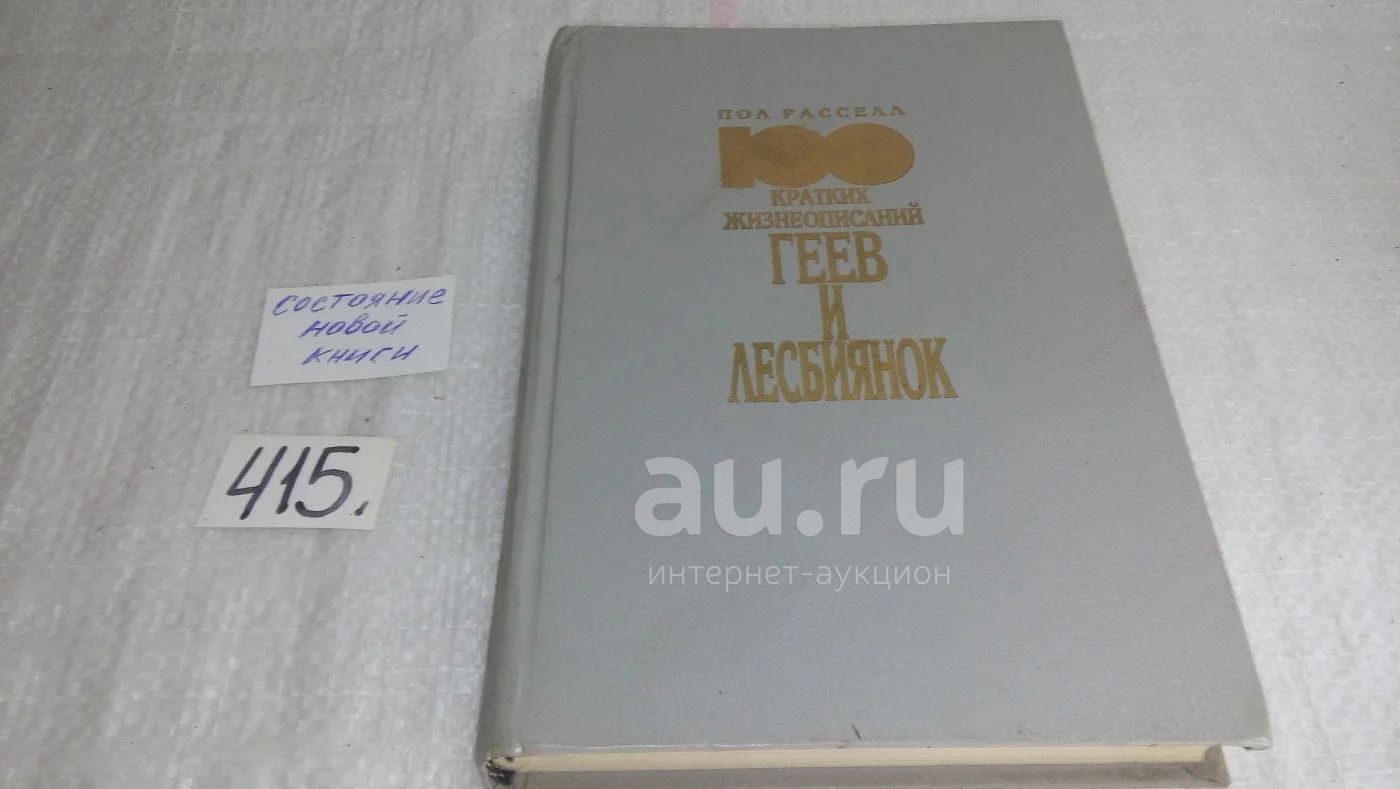 ПОЛ РАССЕЛЛ
100
КРАТКИХ
ЖИЗНЕОПИСАНИЙ
ГЕЕВ
И
ЛЕСБИЯНОК
состояние
новой
книги
415.
au.ru
интернет-аукцион